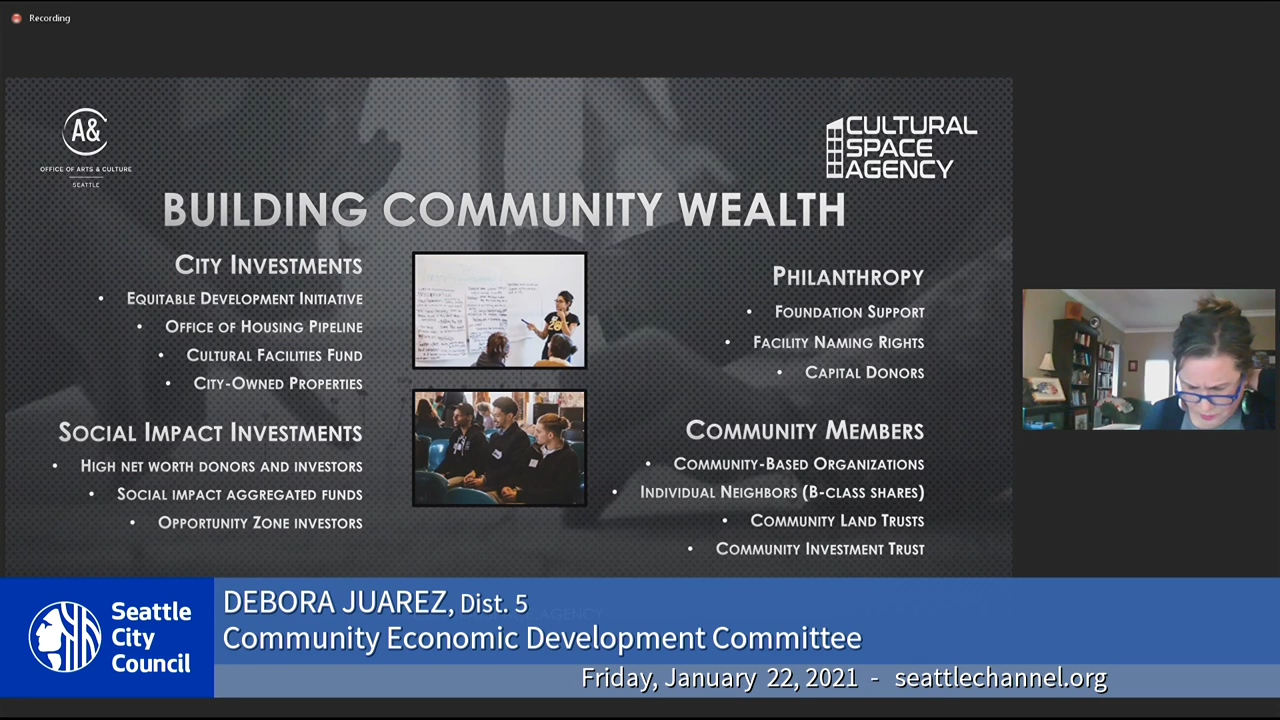 Recording
A&
OFFICE OF ARTS & CULTURE
SEATTLE
CULTURAL
SPACE
AGENCY
BUILDING COMMUNITY WEALTH
CITY INVESTMENTS
• EQUITABLE DEVELOPMENT INITIATIVE
• OFFICE OF HOUSING PIPELINE
• CULTURAL FACILITIES FUND
• CITY-OWNED PROPERTIES
SOCIAL IMPACT INVESTMENTS
• HIGH NET WORTH DONORS AND INVESTORS
• SOCIAL IMPACT AGGREGATED FUNDS
• OPPORTUNITY ZONE INVESTORS
PHILANTHROPY
• FOUNDATION SUPPORT
• FACILITY NAMING RIGHTS
• CAPITAL DONORS
COMMUNITY MEMBERS
• COMMUNITY-BASED ORGANIZATIONS
• INDIVIDUAL NEIGHBORS (B-CLASS SHARES)
• COMMUNITY LAND TRUSTS
• COMMUNITY INVESTMENT TRUST
Seattle
City
Council
DEBORA JUAREZ, Dist. 5
Community Economic Development Committee
Friday, January 22, 2021 - seattlechannel.org